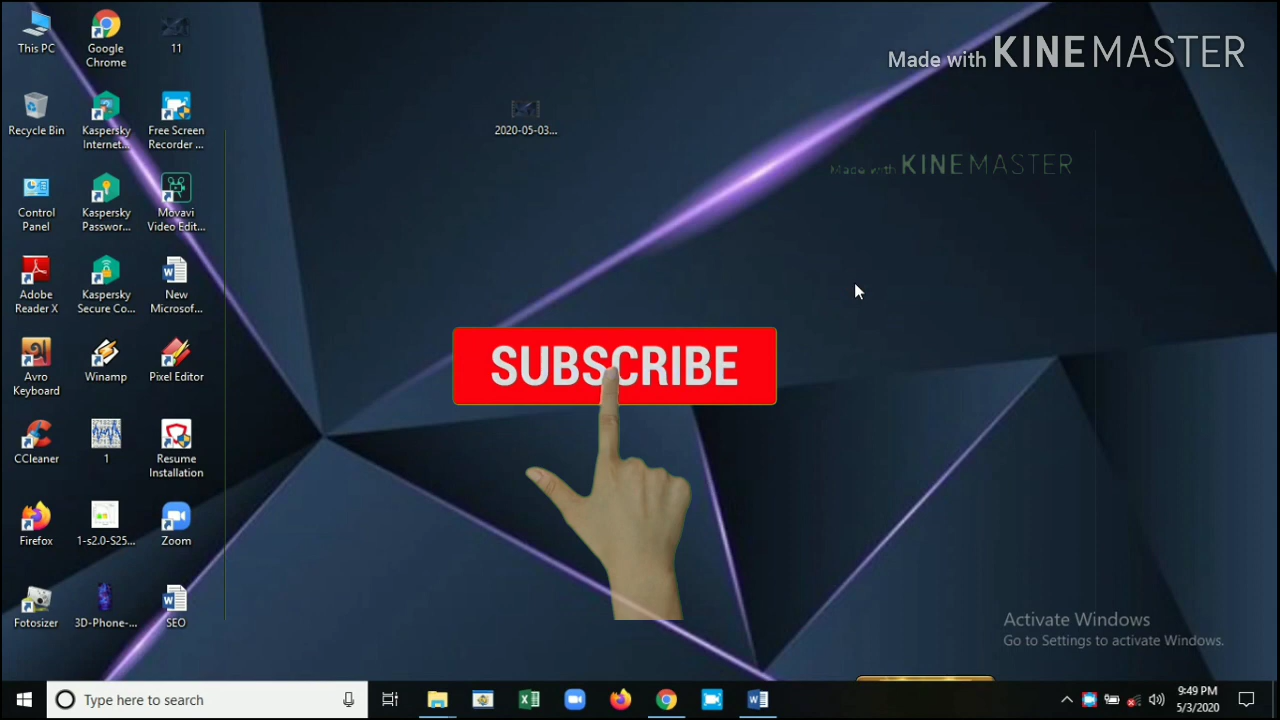 Made with KINEMASTER
Made with KINEMASTER
This PC
Google
Chrome
11
Recycle Bin
Kaspersky
Internet...
Free Screen
Recorder ...
2020-05-03...
Control
Panel
Kaspersky
Passwor...
Movavi
Video Edit...
Adobe
Reader X
Kaspersky
Secure Co...
New
Microsof...
Avro
Keyboard
Winamp
Pixel Editor
SUBSCRIBE
CCleaner
1
Resume
Installation
Firefox
1-s2.0-S25...
Zoom
Fotosizer
3D-Phone-...
SEO
Activate Windows
Go to Settings to activate Windows.
Type here to search
9:49 PM
5/3/2020